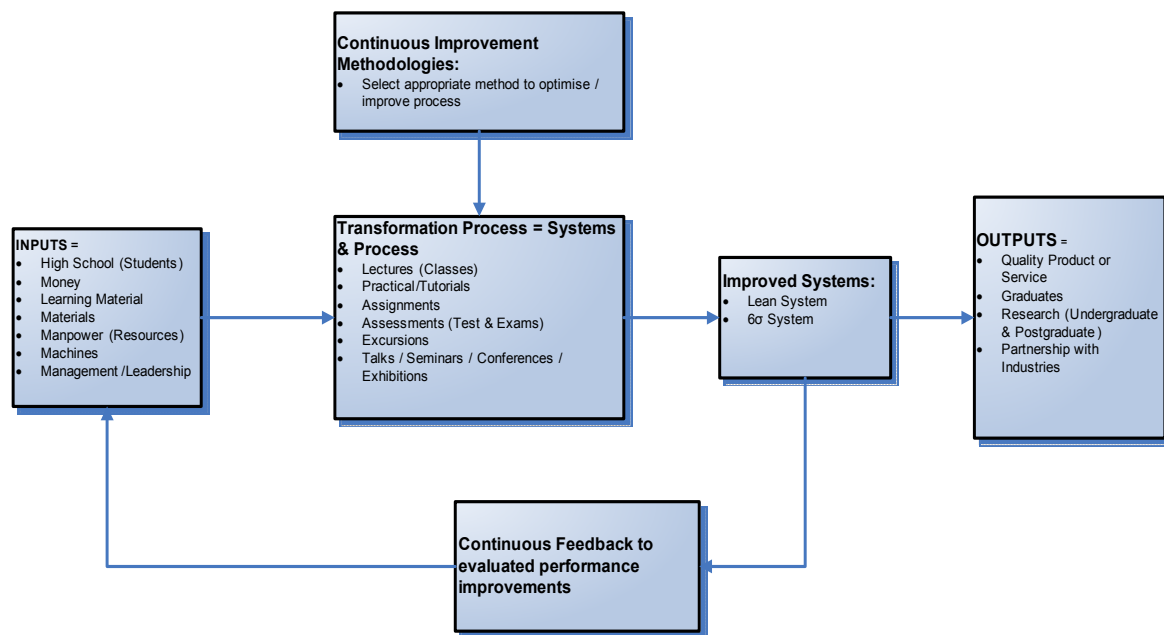 Continuous Improvement
Methodologies:
• Select appropriate method to optimise /
improve process
INPUTS =
• High School (Students)
• Money
• Learning Material
• Materials
• Manpower (Resources)
• Machines
• Management /Leadership
Transformation Process = Systems
& Process
• Lectures (Classes)
• Practical/Tutorials
• Assignments
• Assessments (Test & Exams)
• Excursions
• Talks / Seminars / Conferences /
Exhibitions
Improved Systems:
• Lean System
• 6σ System
OUTPUTS =
• Quality Product or
Service
• Graduates
• Research (Undergraduate
& Postgraduate)
• Partnership with
Industries
Continuous Feedback to
evaluated performance
improvements